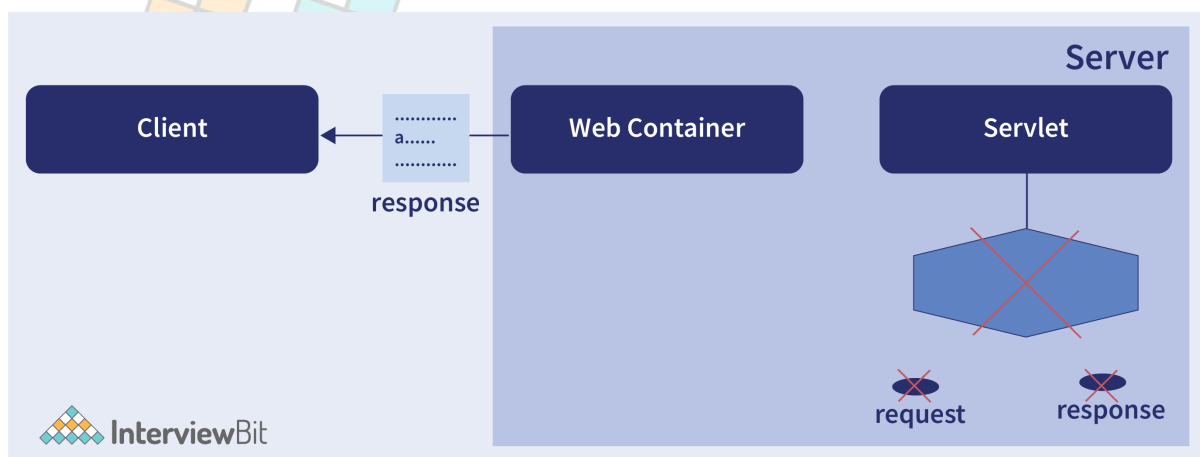 Server
Client
............
a......
............
response
Web Container
Servlet
request
response
InterviewBit